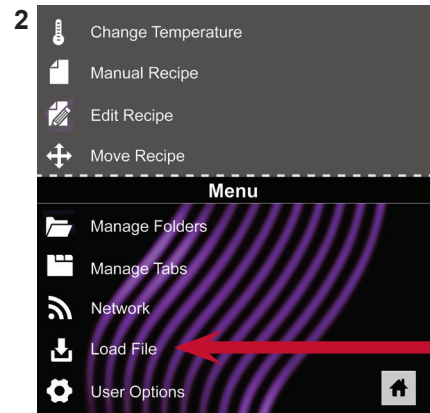 2
Change Temperature
Manual Recipe
Edit Recipe
Move Recipe
Menu
Manage Folders
Manage Tabs
Network
Load File
User Options